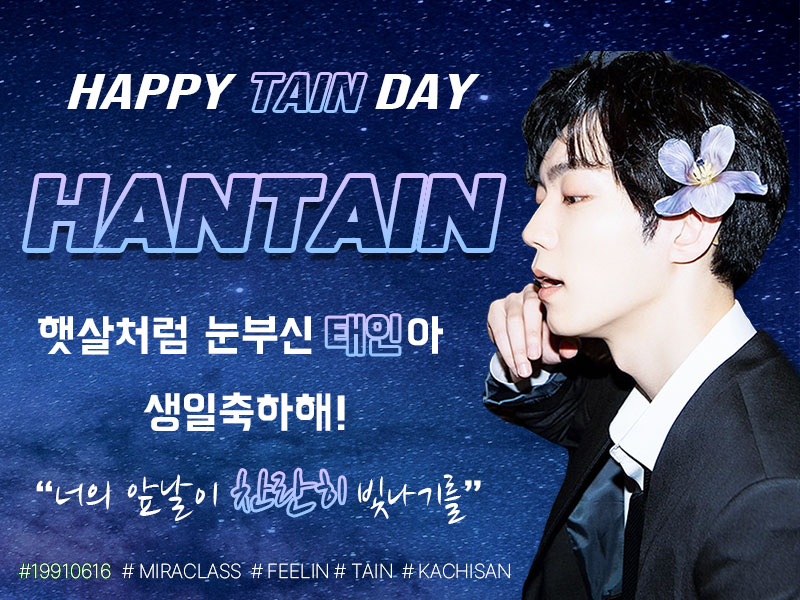 HAPPY TAIN DAY
HANTAIN
햇살처럼 눈부신 태인아
생일축하해!
“너의 앞날이 찬란히 빛나기를”
#19910616 # MIRACLASS # FEELIN # TAIN # KACHISAN